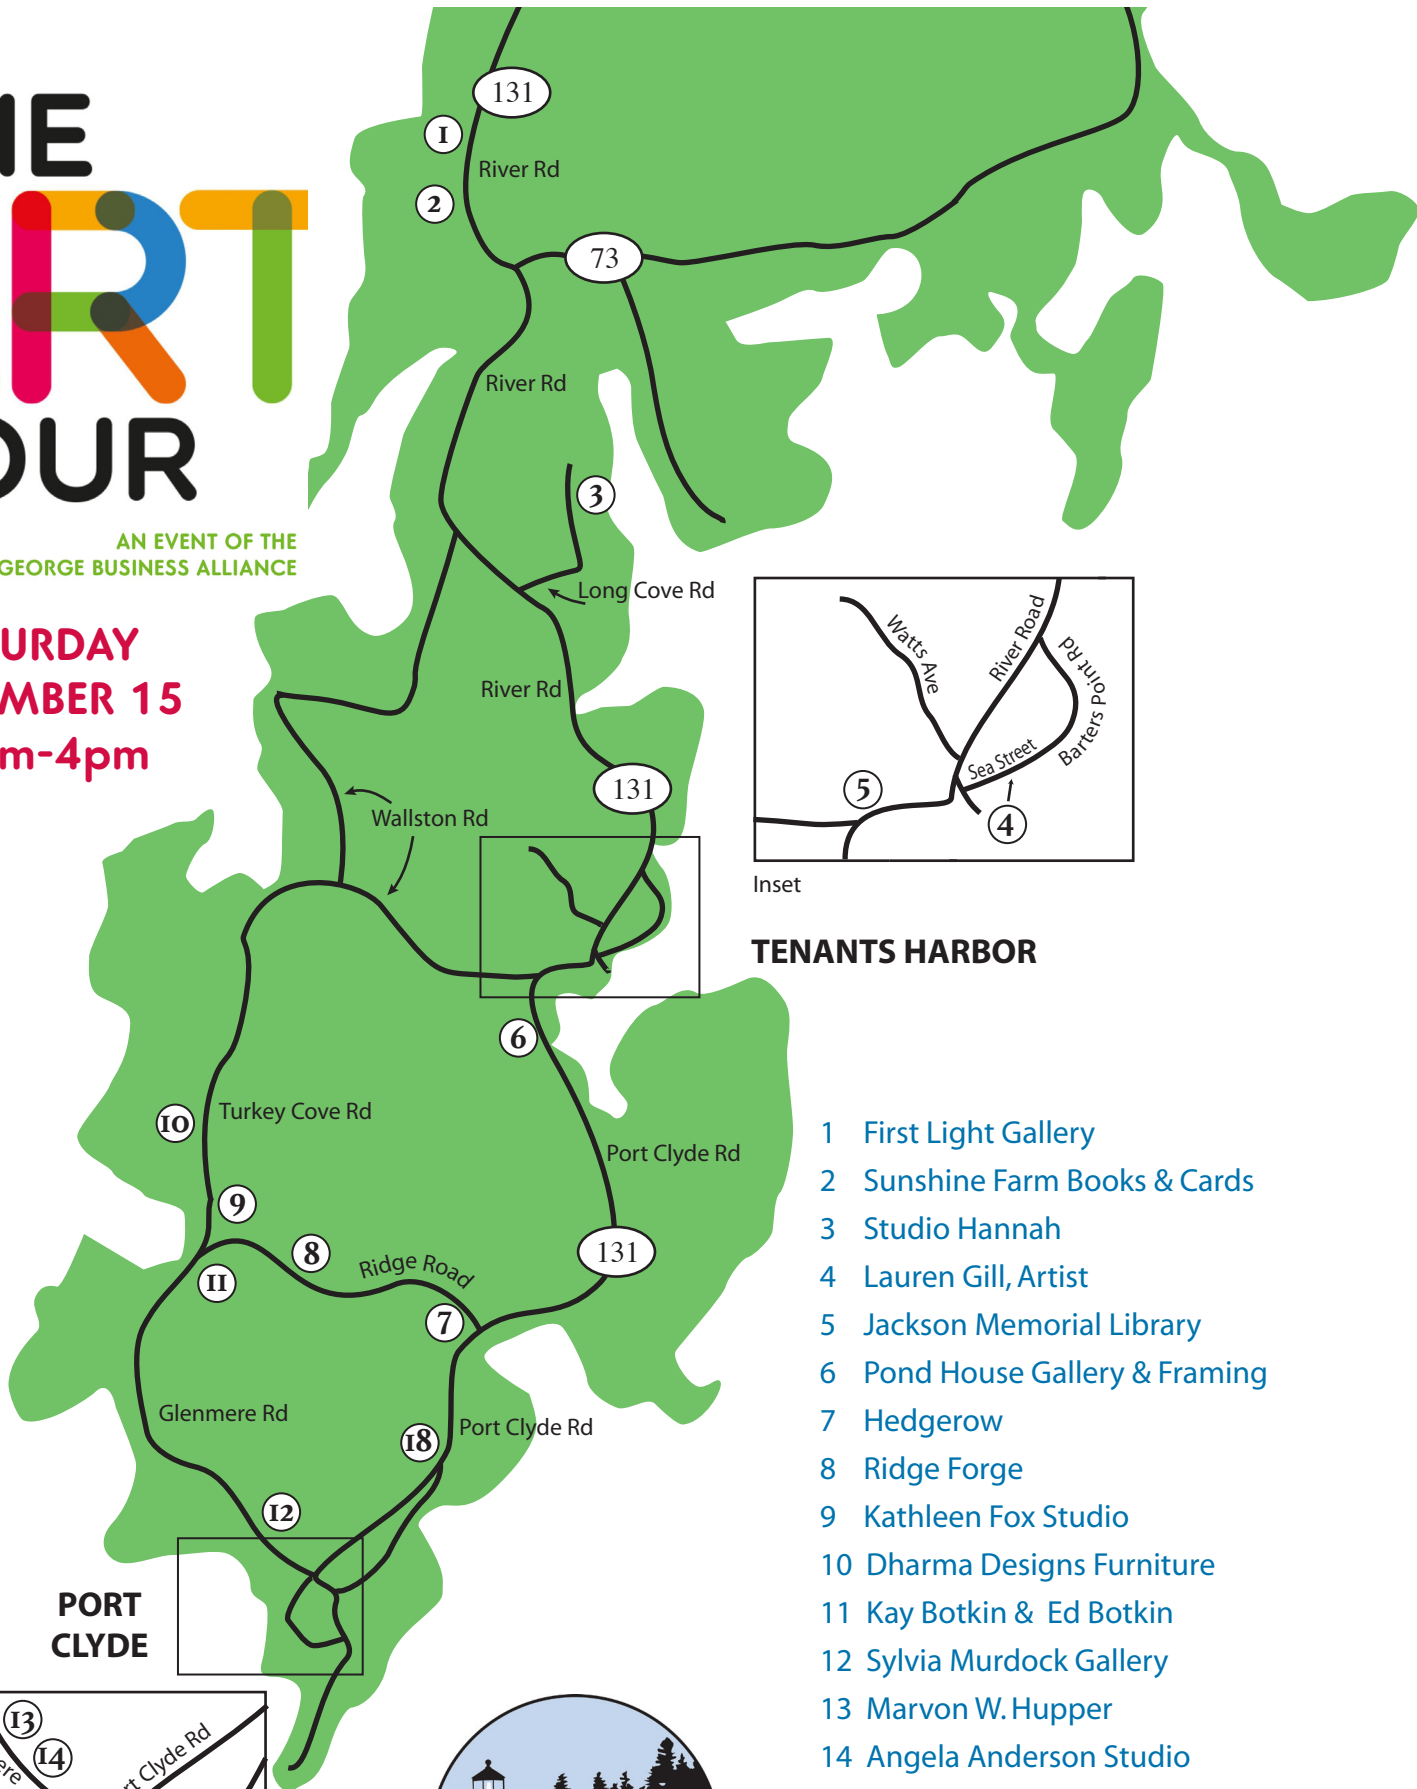 131
1
River Rd
2
73
River Rd
3
AN EVENT OF THE
GEORGE BUSINESS ALLIANCE
Long Cove Rd
15
4pm
River Rd
131
Wallston Rd
Watts Ave
River Road
Barters Point Rd
Sea Street
5
4
Inset
TENANTS HARBOR
6
10
Turkey Cove Rd
Port Clyde Rd
9
8
Ridge Road
131
11
7
Glenmere Rd
18
Port Clyde Rd
12
PORT
CLYDE
13
14
Clyde Rd
1 First Light Gallery
2 Sunshine Farm Books & Cards
3 Studio Hannah
4 Lauren Gill, Artist
5 Jackson Memorial Library
6 Pond House Gallery & Framing
7 Hedgerow
8 Ridge Forge
9 Kathleen Fox Studio
10 Dharma Designs Furniture
11 Kay Botkin & Ed Botkin
12 Sylvia Murdock Gallery
13 Marvon W. Hupper
14 Angela Anderson Studio